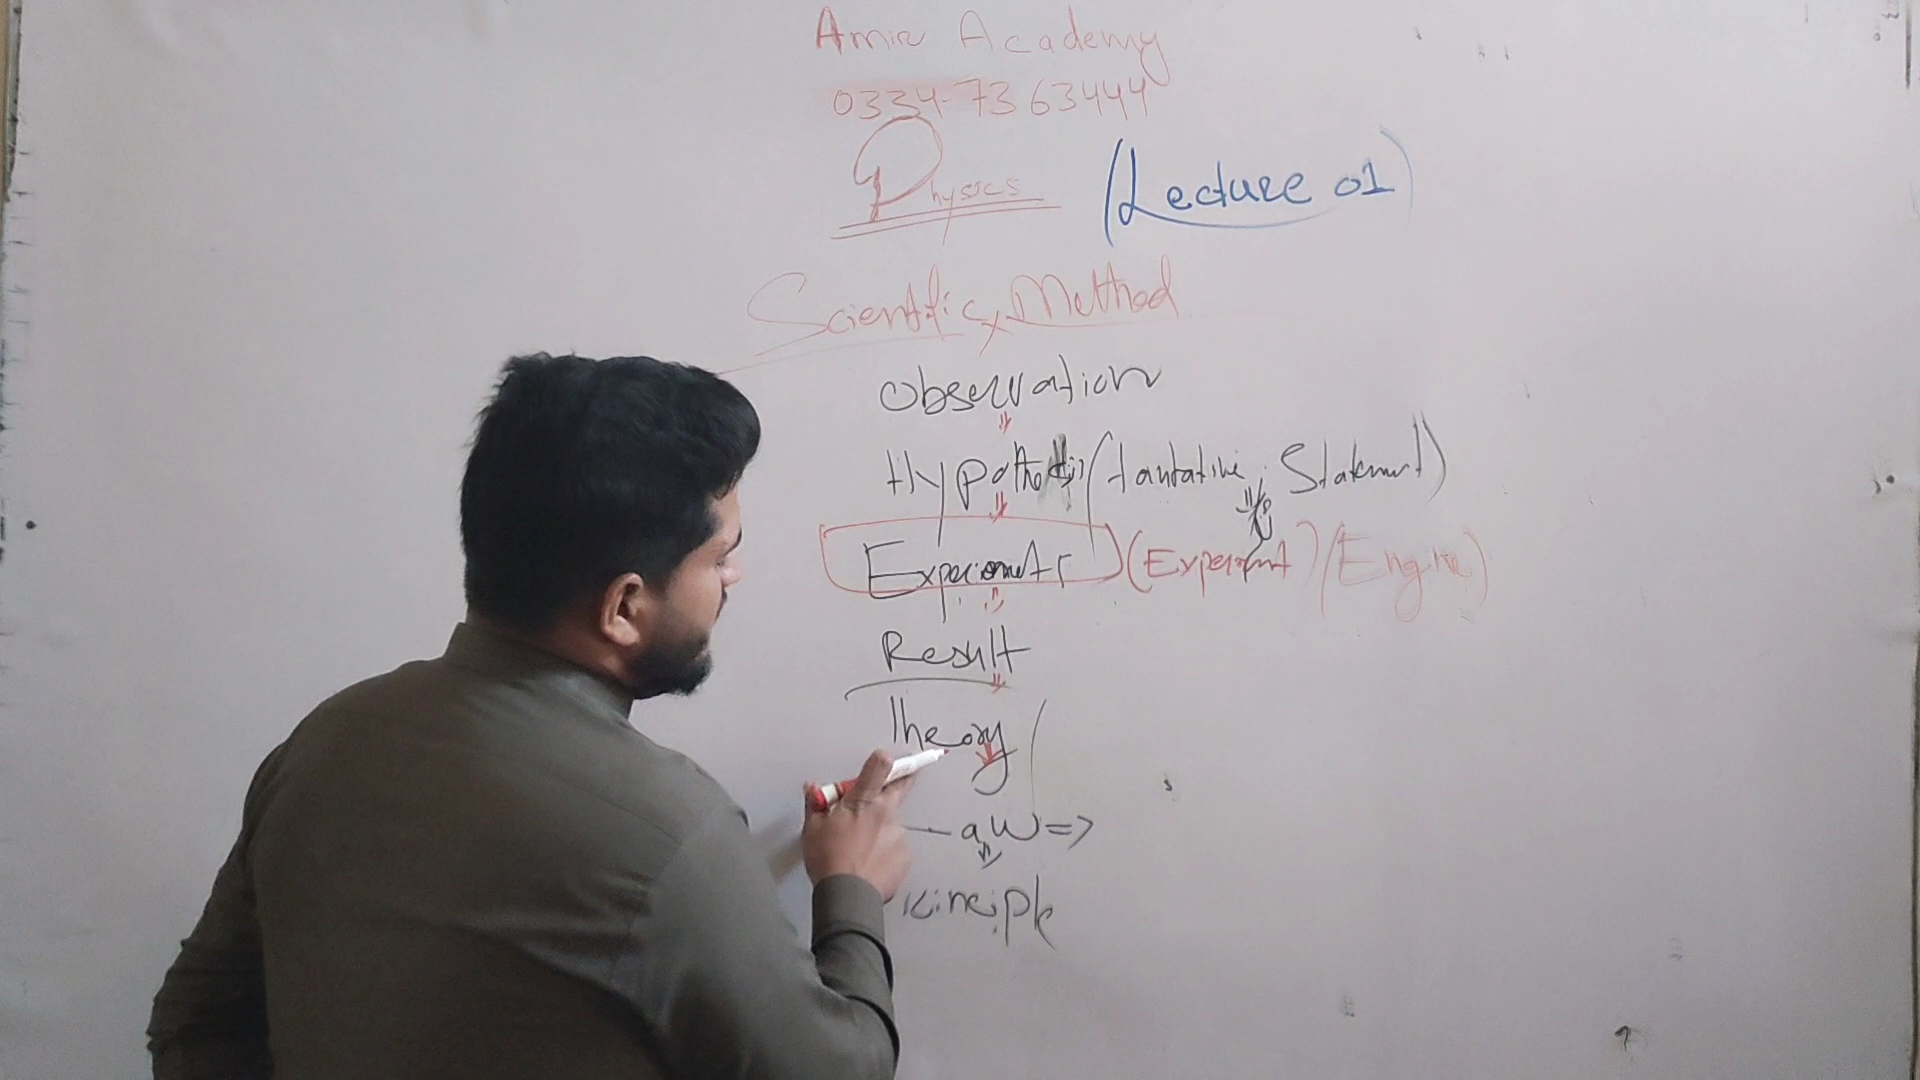 Amir Academy
0334-7363444
Physics (Lecture 01)
Scientific Method
Observation
Hypothesis (tantative Statement)
Experiments (Experiment) (Engine)
Result
Theory
aw =>
rinciple